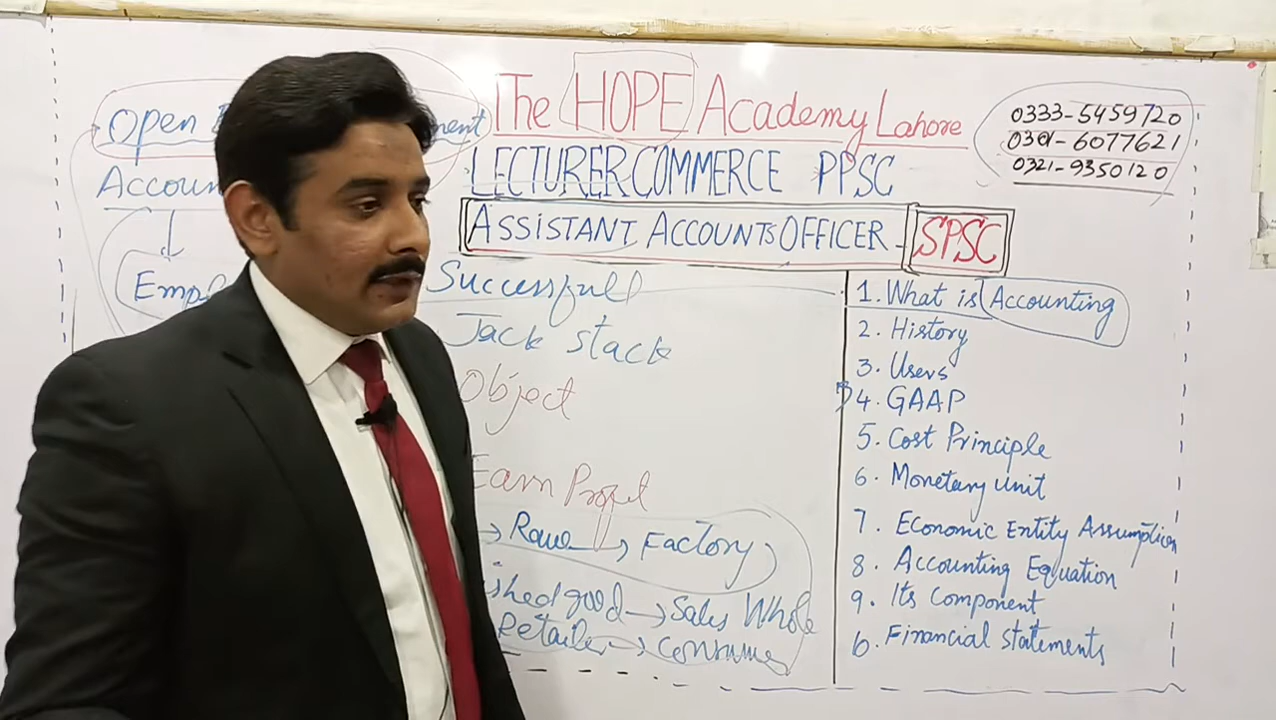 The HOPE Academy Lahore
0333-5459720
0301-6077621
0321-9350120
LECTURER COMMERCE PPSC
ASSISTANT ACCOUNTS OFFICER - SPSC
Open
Accoun
Emp
Successfull
Jack stack
Object
Earn Profit
→ Raw → Factory
ished good → Sales Whole
Retailer → Consumer
1. What is Accounting
2. History
3. Users
4. GAAP
5. Cost Principle
6. Monetary unit
7. Economic Entity Assumption
8. Accounting Equation
9. Its Component
10. Financial statements